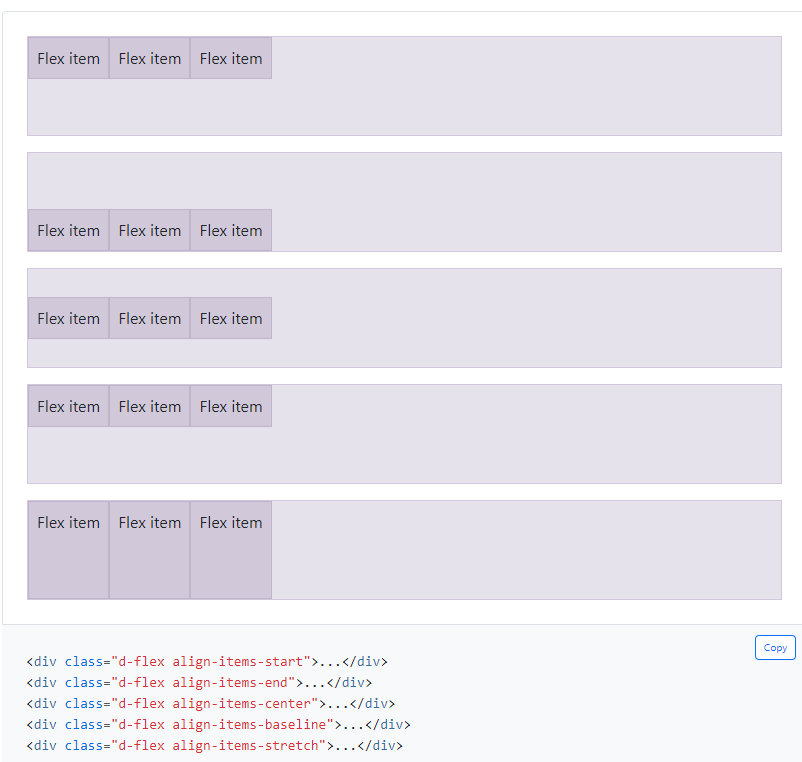 Flex item Flex item Flex item
Flex item Flex item Flex item
Flex item Flex item Flex item
Flex item Flex item Flex item
Flex item Flex item Flex item
Copy
<div class="d-flex align-items-start">...</div>
<div class="d-flex align-items-end">...</div>
<div class="d-flex align-items-center">...</div>
<div class="d-flex align-items-baseline">...</div>
<div class="d-flex align-items-stretch">...</div>